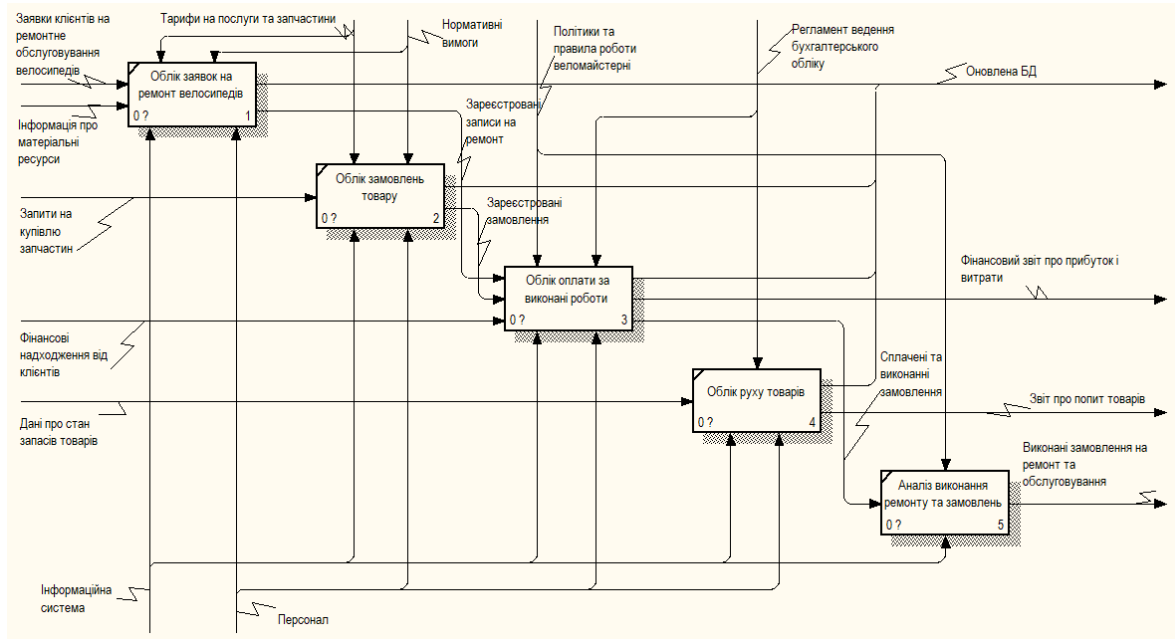 Заявки клієнтів на
ремонтне
обслуговування
велосипедів
Тарифи на послуги та запчастини
Нормативні
вимоги
Політики та
правила роботи
веломайстерні
Регламент ведення
бухгалтерського
обліку
Оновлена БД
Облік заявок на
ремонт велосипедів
0 ?
1
Інформація про
матеріальні
ресурси
Зареєстровані
записи на
ремонт
Облік замовлень
товару
0 ?
2
Запити на
купівлю
запчастин
Зареєстровані
замовлення
Облік оплати за
виконані роботи
0 ?
3
Фінансовий звіт про прибуток і
витрати
Фінансові
надходження від
клієнтів
Сплачені та
виконанні
замовлення
Облік руху товарів
0 ?
4
Звіт про попит товарів
Дані про стан
запасів товарів
Виконані замовлення на
ремонт та
обслуговування
Аналіз виконання
ремонту та замовлень
0 ?
5
Інформаційна
система
Персонал